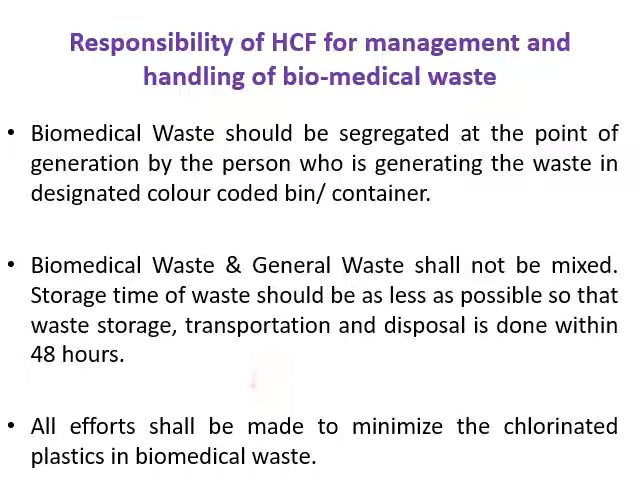 Responsibility of HCF for management and
handling of bio-medical waste
• Biomedical Waste should be segregated at the point of
generation by the person who is generating the waste in
designated colour coded bin/ container.
• Biomedical Waste & General Waste shall not be mixed.
Storage time of waste should be as less as possible so that
waste storage, transportation and disposal is done within
48 hours.
• All efforts shall be made to minimize the chlorinated
plastics in biomedical waste.